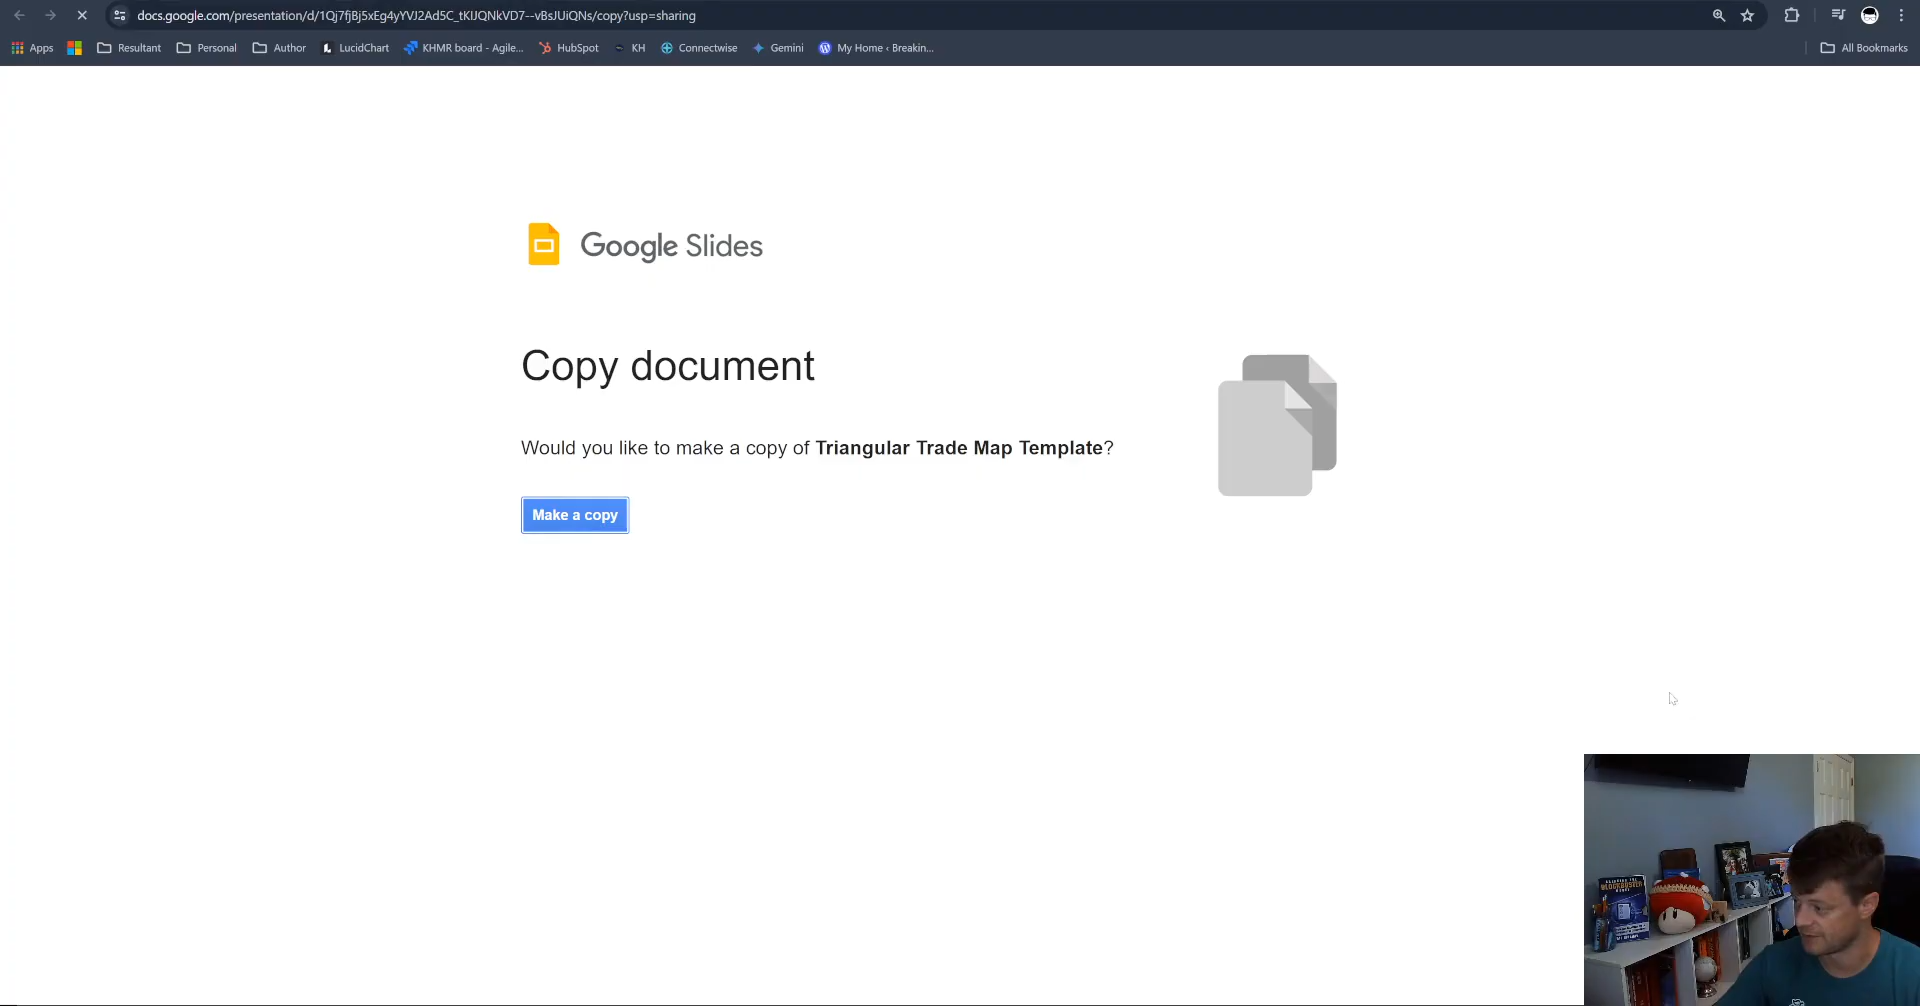 docs.google.com/presentation/d/1Qj7fjBj5xEg4yYVJ2Ad5C_tKIJQNkVD7--vBsJUiQNs/copy?usp=sharing
Apps Resultant Personal Author LucidChart KHMR board - Agile... HubSpot KH Connectwise Gemini My Home ‹ Breakin... All Bookmarks
Google Slides
Copy document
Would you like to make a copy of Triangular Trade Map Template?
Make a copy
BLOCKBUSTER